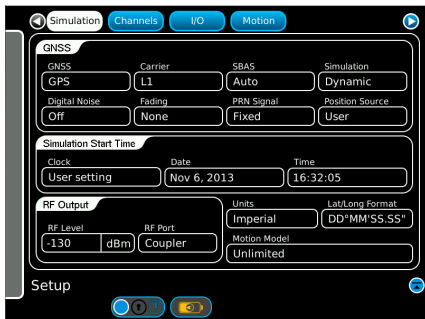 Simulation Channels I/O Motion
GNSS
GNSS Carrier SBAS Simulation
GPS L1 Auto Dynamic
Digital Noise Fading PRN Signal Position Source
Off None Fixed User
Simulation Start Time
Clock Date Time
User setting Nov 6, 2013 16:32:05
RF Output
Units Lat/Long Format
Imperial DD°MM'SS.SS"
RF Level RF Port
-130 dBm Coupler
Motion Model
Unlimited
Setup